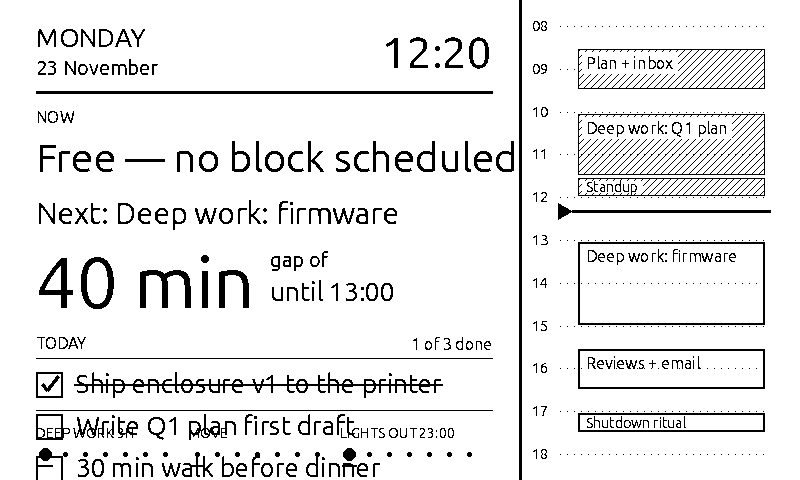 MONDAY
23 November
12:20
NOW
Free — no block scheduled
Next: Deep work: firmware
40 min
gap of
until 13:00
TODAY
1 of 3 done
Ship enclosure v1 to the printer
Write Q1 plan first draft
DEEP WORK
MOVE
LIGHTS OUT 23:00
30 min walk before dinner
08
09
Plan + inbox
10
Deep work: Q1 plan
11
Standup
12
13
Deep work: firmware
14
15
16
Reviews + email
17
Shutdown ritual
18